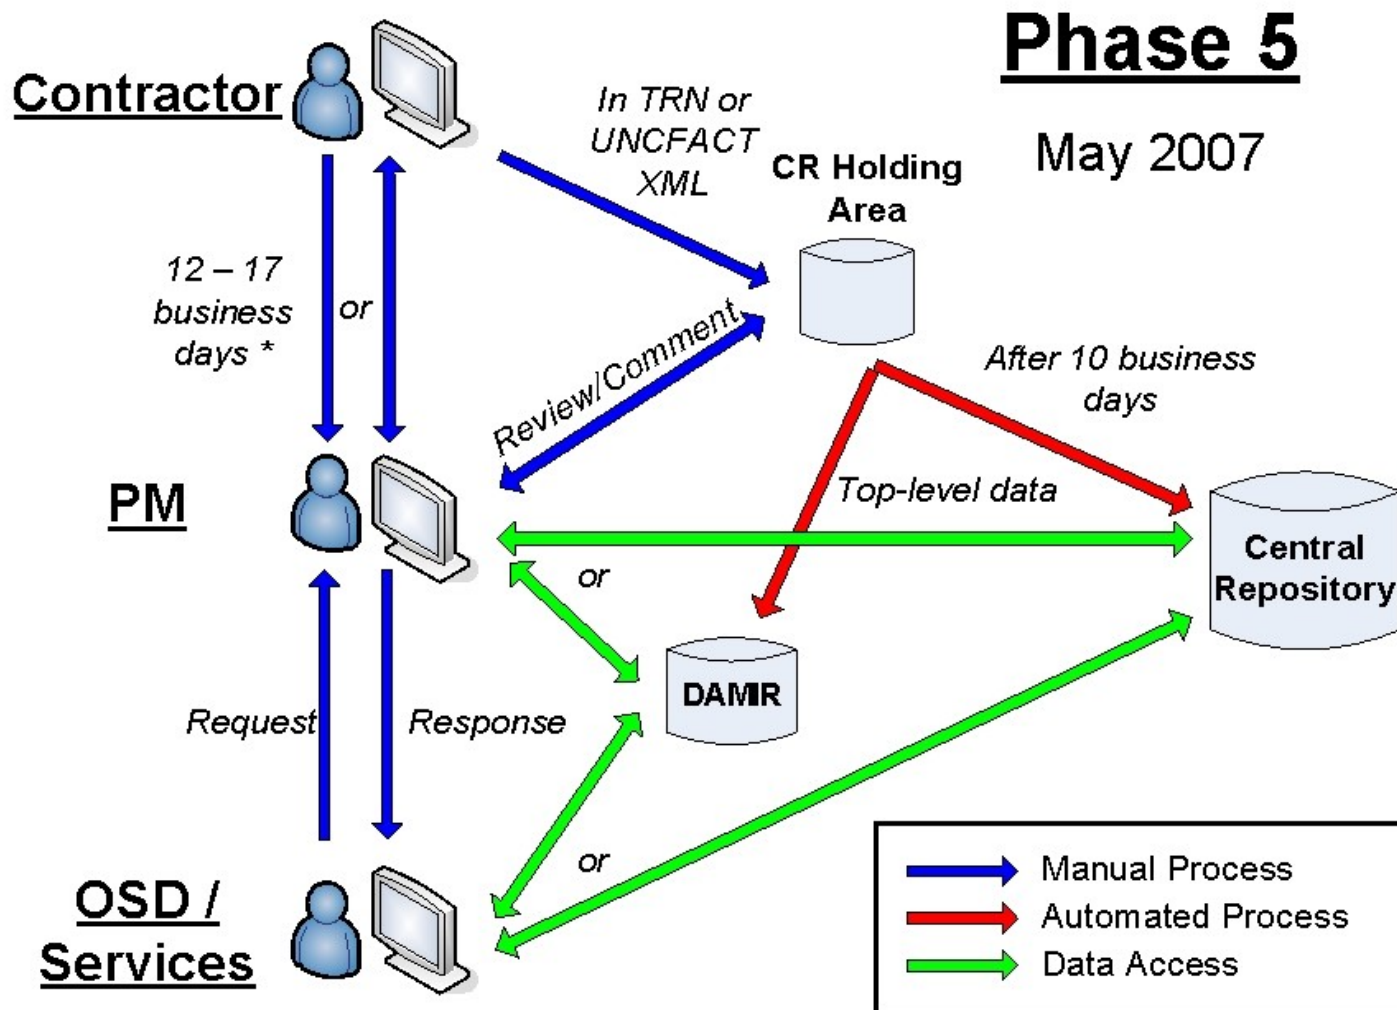 Phase 5
May 2007
Contractor
In TRN or
UNCFACT
XML
CR Holding
Area
12 – 17
business
days *
or
Review/Comment
After 10 business
days
PM
Top-level data
Central
Repository
or
DAMIR
Request
Response
or
OSD /
Services
Manual Process
Automated Process
Data Access